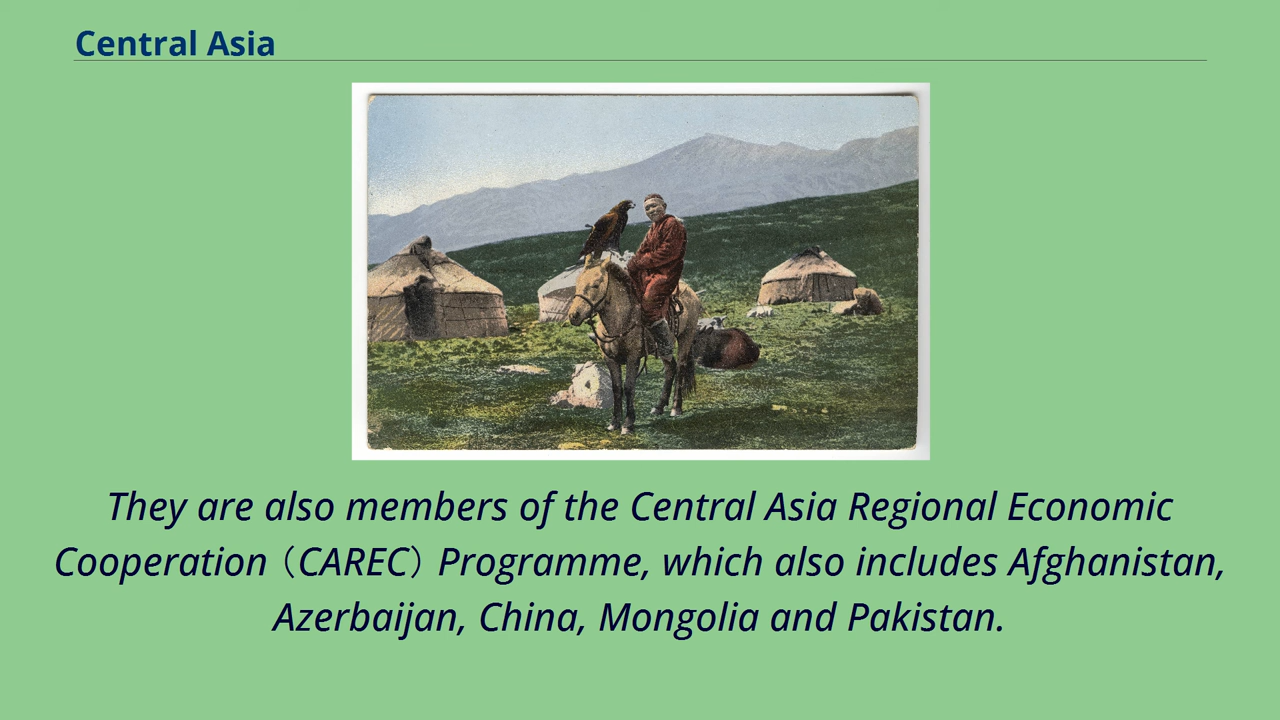 Central Asia
They are also members of the Central Asia Regional Economic
Cooperation（CAREC）Programme, which also includes Afghanistan,
Azerbaijan, China, Mongolia and Pakistan.